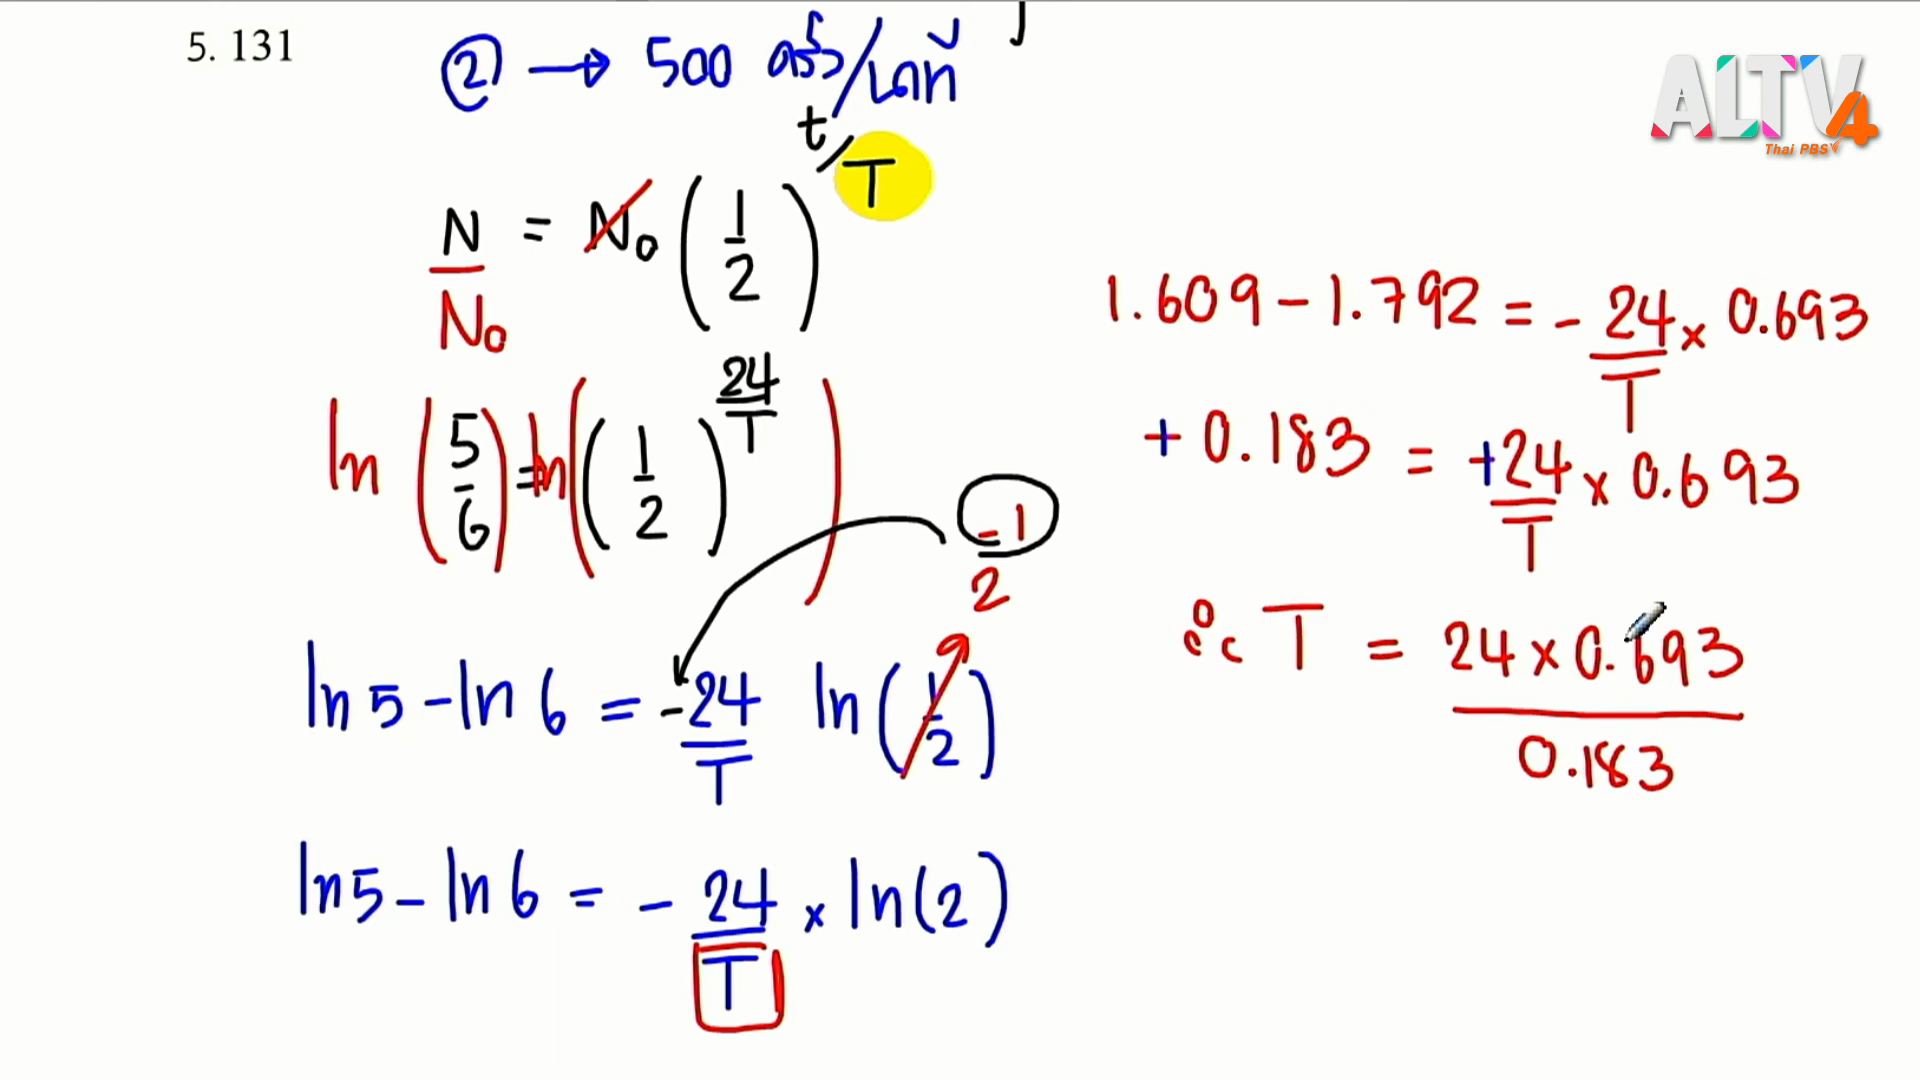 5. 131
② → 500 ครั้ง/นาที
N/N₀ = N₀ (1/2)^t/T
ln (5/6) = ln ((1/2)^24/T)
-1/2
ln 5 - ln 6 = -24/T ln (1/2)
ln 5 - ln 6 = - 24/T × ln(2)
1.609 - 1.792 = - 24/T × 0.693
+ 0.183 = +24/T × 0.693
∴ T = 24 × 0.693 / 0.183
ALTV4
Thai PBS